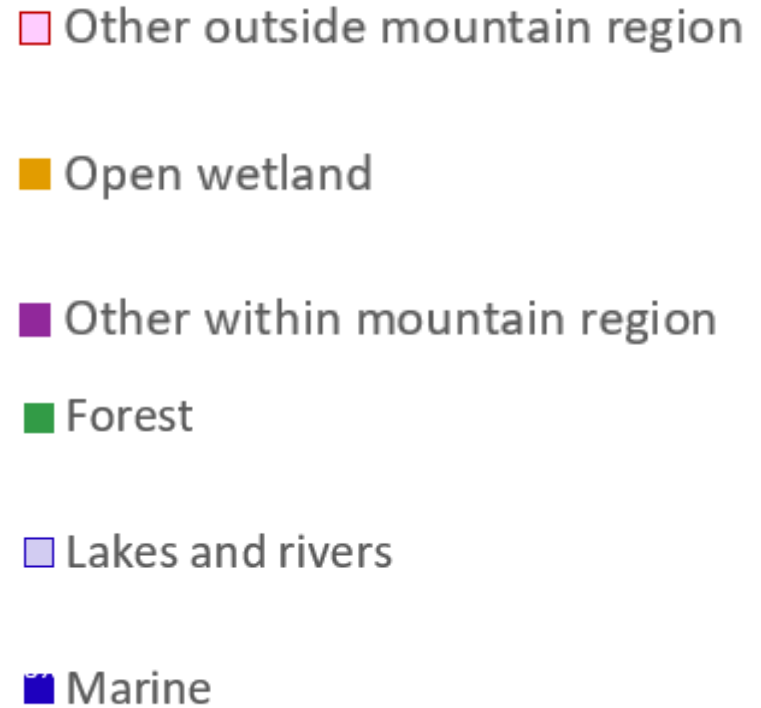 Other outside mountain region
Open wetland
Other within mountain region
Forest
Lakes and rivers
Marine